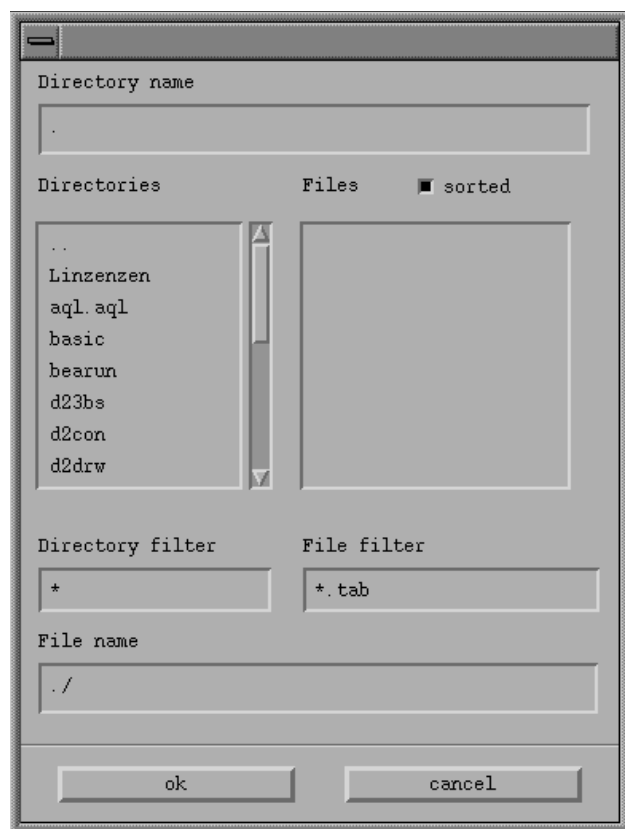 Directory name
.
Directories
Files
sorted
..
Linzenzen
aql.aql
basic
bearun
d23bs
d2con
d2drw
Directory filter
File filter
*
*.tab
File name
./
ok
cancel